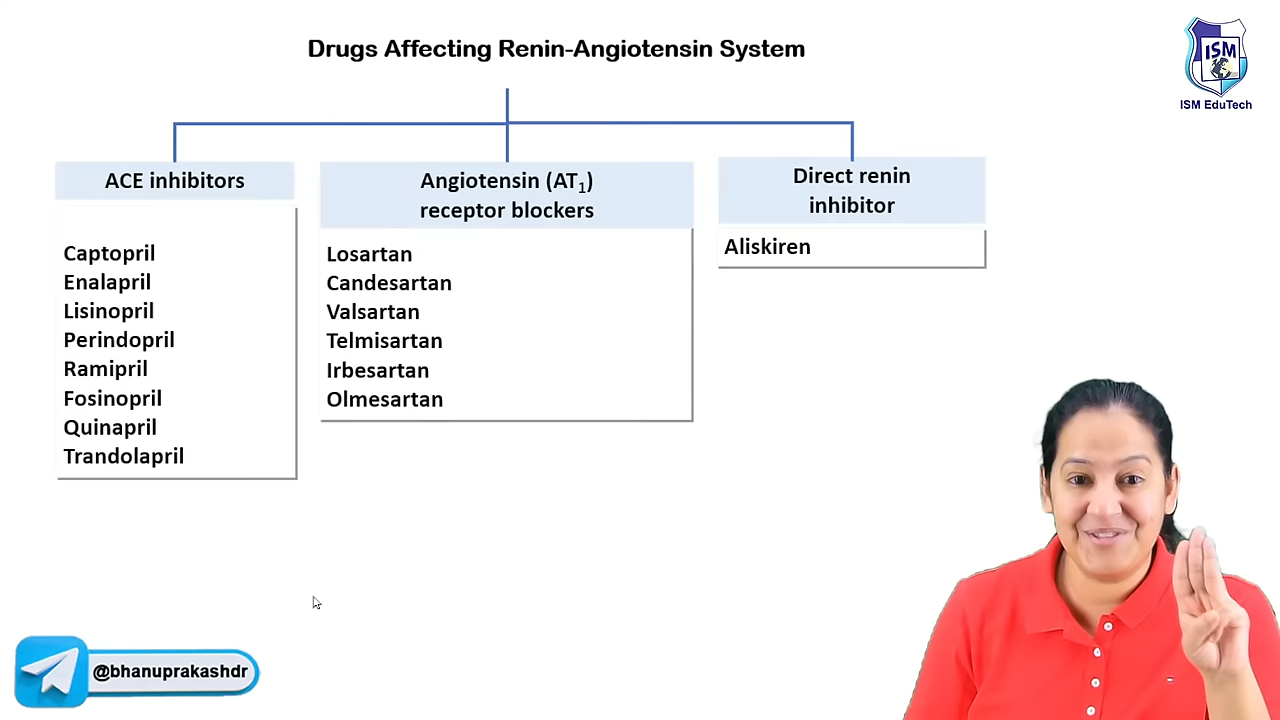 Drugs Affecting Renin-Angiotensin System
ISM
ISM EduTech
ACE inhibitors
Captopril
Enalapril
Lisinopril
Perindopril
Ramipril
Fosinopril
Quinapril
Trandolapril
Angiotensin (AT₁)
receptor blockers
Losartan
Candesartan
Valsartan
Telmisartan
Irbesartan
Olmesartan
Direct renin
inhibitor
Aliskiren
@bhanuprakashdr